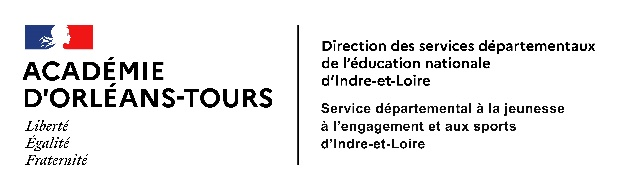 ACADÉMIE
D'ORLÉANS-TOURS
Liberté
Égalité
Fraternité
Direction des services départementaux
de l'éducation nationale
d'Indre-et-Loire
Service départemental à la jeunesse
à l'engagement et aux sports
d'Indre-et-Loire